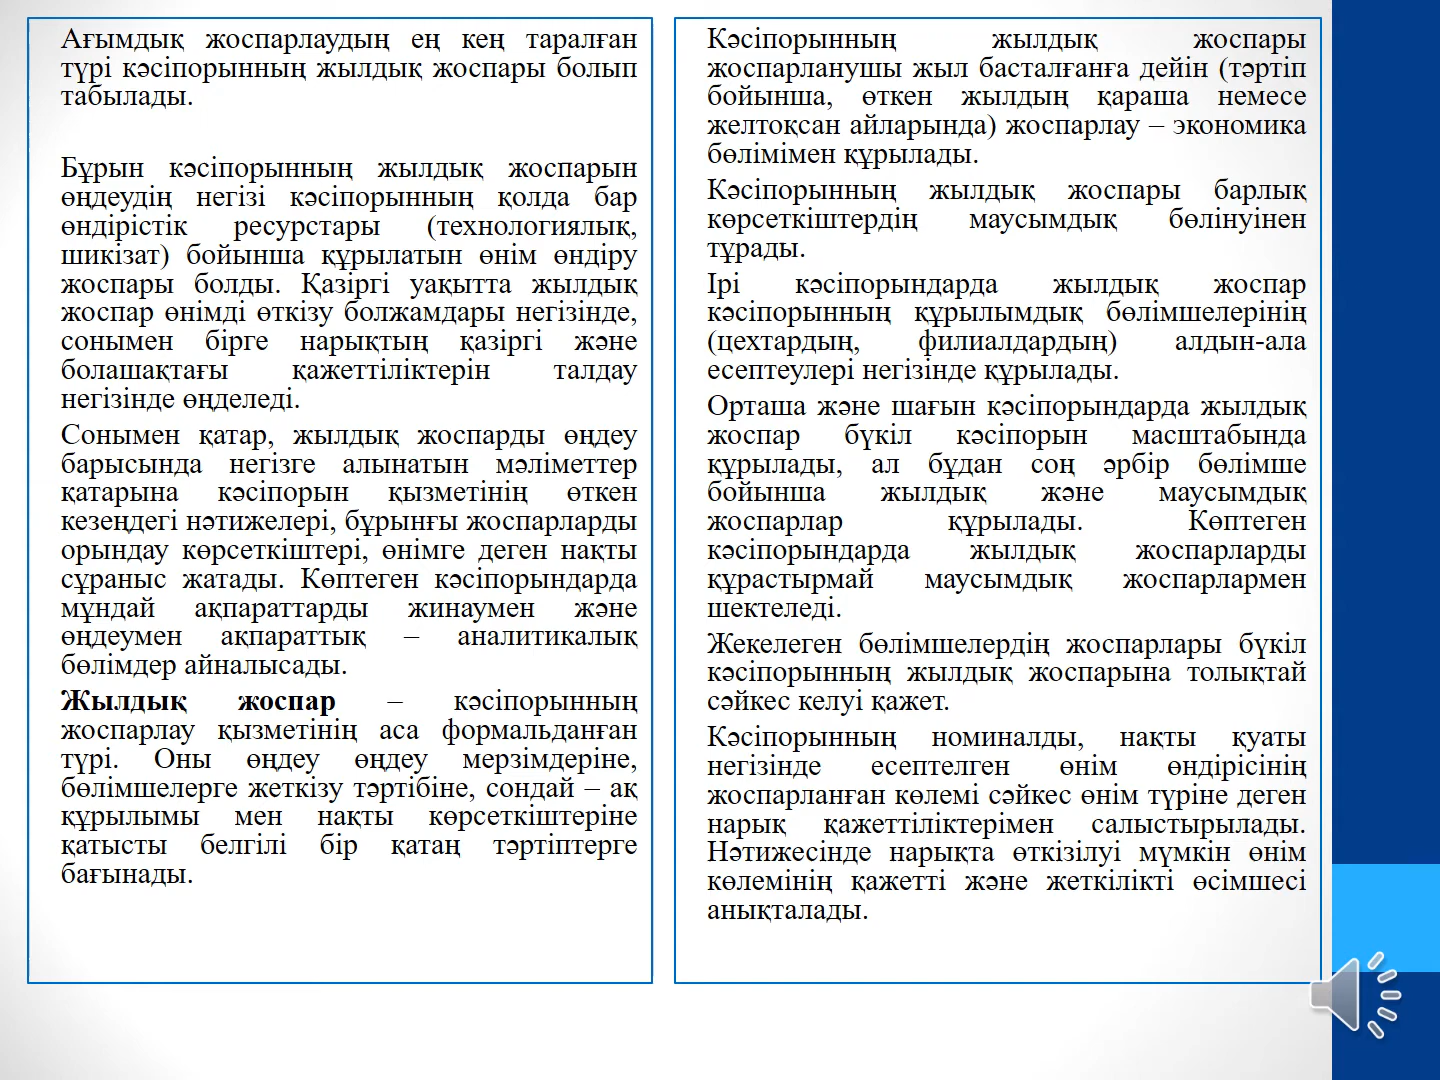 Ағымдық жоспарлаудың ең кең таралған
түрі кәсіпорынның жылдық жоспары болып
табылады.
Бұрын кәсіпорынның жылдық жоспарын
өңдеудің негізі кәсіпорынның қолда бар
өндірістік ресурстары (технологиялық,
шикізат) бойынша құрылатын өнім өндіру
жоспары болды. Қазіргі уақытта жылдық
жоспар өнімді өткізу болжамдары негізінде,
сонымен бірге нарықтың қазіргі және
болашақтағы қажеттіліктерін талдау
негізінде өңделеді.
Сонымен қатар, жылдық жоспарды өңдеу
барысында негізге алынатын мәліметтер
қатарына кәсіпорын қызметінің өткен
кезеңдегі нәтижелері, бұрынғы жоспарларды
орындау көрсеткіштері, өнімге деген нақты
сұраныс жатады. Көптеген кәсіпорындарда
мұндай ақпараттарды жинаумен және
өңдеумен ақпараттық – аналитикалық
бөлімдер айналысады.
Жылдық жоспар – кәсіпорынның
жоспарлау қызметінің аса формальданған
түрі. Оны өңдеу өңдеу мерзімдеріне,
бөлімшелерге жеткізу тәртібіне, сондай – ақ
құрылымы мен нақты көрсеткіштеріне
қатысты белгілі бір қатаң тәртіптерге
бағынады.
Кәсіпорынның жылдық жоспары
жоспарланушы жыл басталғанға дейін (тәртіп
бойынша, өткен жылдың қараша немесе
желтоқсан айларында) жоспарлау – экономика
бөлімімен құрылады.
Кәсіпорынның жылдық жоспары барлық
көрсеткіштердің маусымдық бөлінуінен
тұрады.
Ірі кәсіпорындарда жылдық жоспар
кәсіпорынның құрылымдық бөлімшелерінің
(цехтардың, филиалдардың) алдын-ала
есептеулері негізінде құрылады.
Орташа және шағын кәсіпорындарда жылдық
жоспар бүкіл кәсіпорын масштабында
құрылады, ал бұдан соң әрбір бөлімше
бойынша жылдық және маусымдық
жоспарлар құрылады. Көптеген
кәсіпорындарда жылдық жоспарларды
құрастырмай маусымдық жоспарлармен
шектеледі.
Жекелеген бөлімшелердің жоспарлары бүкіл
кәсіпорынның жылдық жоспарына толықтай
сәйкес келуі қажет.
Кәсіпорынның номиналды, нақты қуаты
негізінде есептелген өнім өндірісінің
жоспарланған көлемі сәйкес өнім түріне деген
нарық қажеттіліктерімен салыстырылады.
Нәтижесінде нарықта өткізілуі мүмкін өнім
көлемінің қажетті және жеткілікті өсімшесі
анықталады.